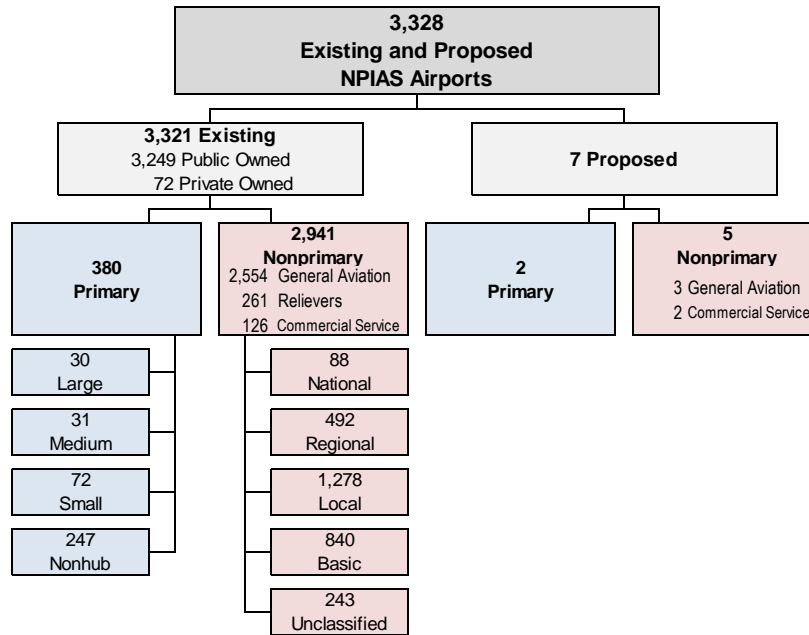 3,328
Existing and Proposed
NPIAS Airports
3,321 Existing
3,249 Public Owned
72 Private Owned
7 Proposed
380
Primary
2,941
Nonprimary
2,554 General Aviation
261 Relievers
126 Commercial Service
2
Primary
5
Nonprimary
3 General Aviation
2 Commercial Service
30
Large
31
Medium
72
Small
247
Nonhub
88
National
492
Regional
1,278
Local
840
Basic
243
Unclassified